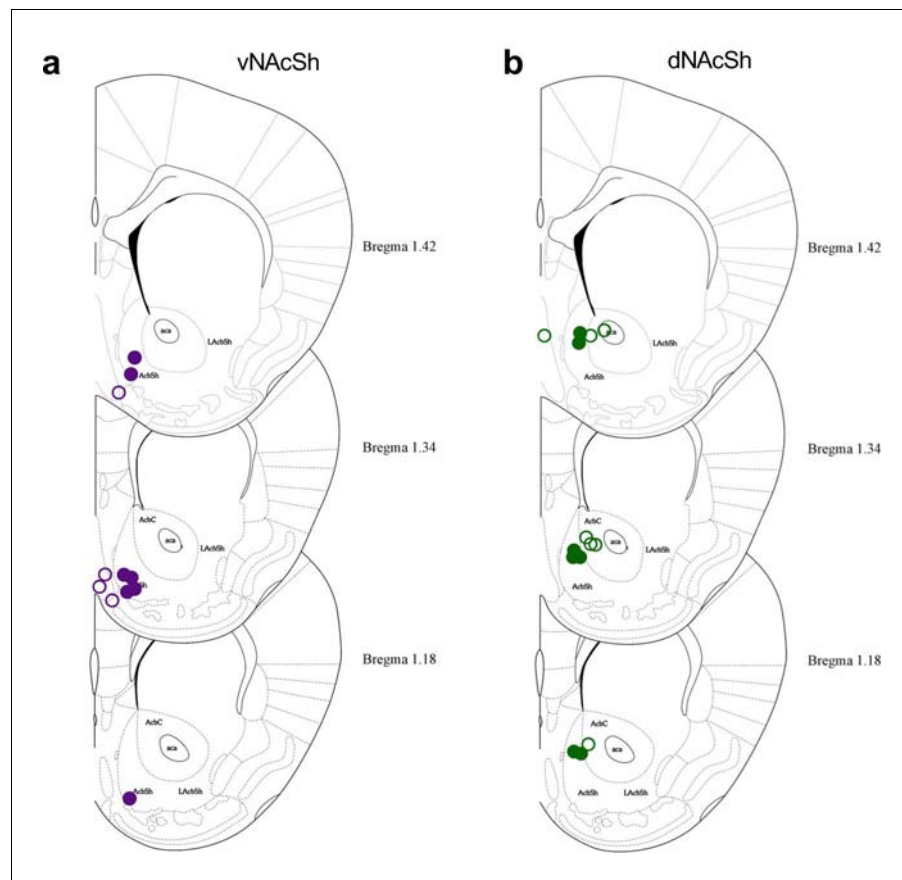 a
vNAcSh
b
dNAcSh
Bregma 1.42
aca
LAcbSh
AcbSh
Bregma 1.34
AcbC
aca
LAcbSh
Sh
Bregma 1.18
AcbC
aca
AcbSh
LAcbSh
Bregma 1.42
aca
LAcbSh
AcbSh
Bregma 1.34
AcbC
aca
LAcbSh
AcbSh
Bregma 1.18
AcbC
aca
AcbSh
LAcbSh